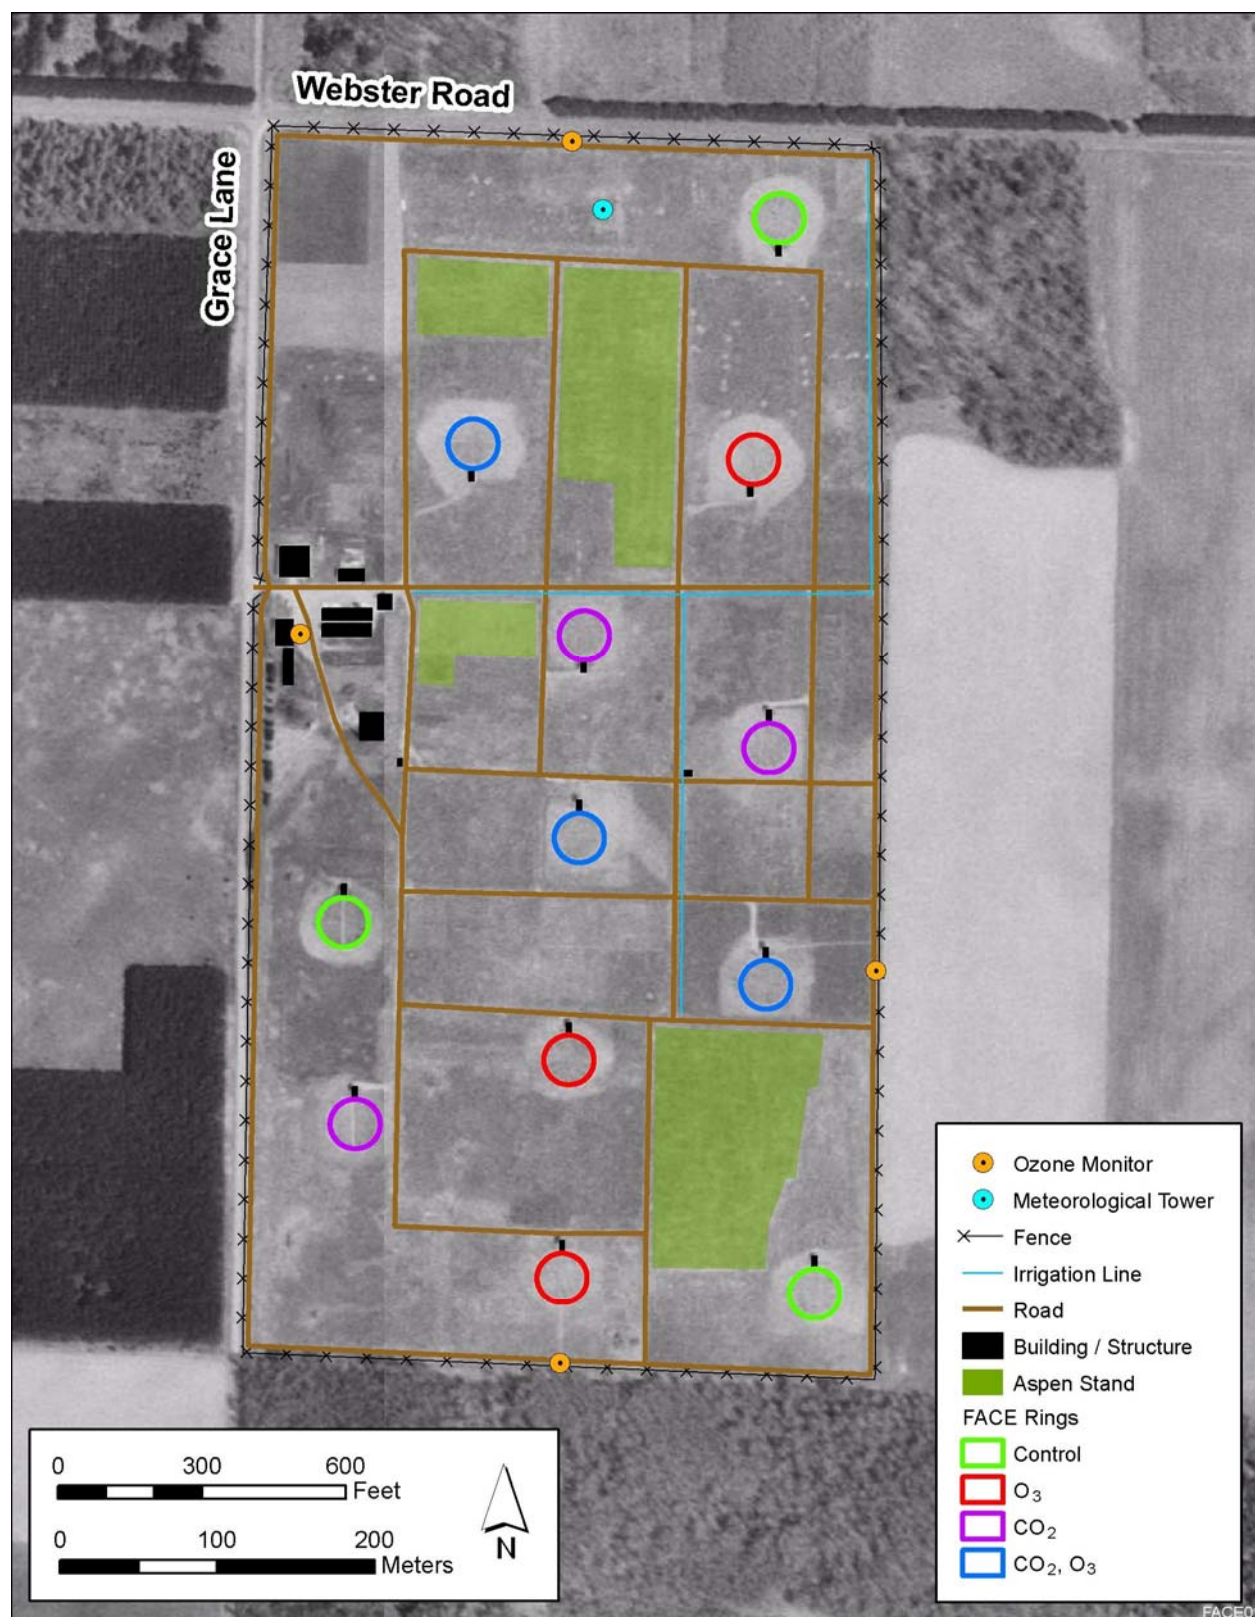 Webster Road
Grace Lane
Ozone Monitor
Meteorological Tower
Fence
Irrigation Line
Road
Building / Structure
Aspen Stand
FACE Rings
Control
O₃
CO₂
CO₂, O₃
0 300 600
Feet
0 100 200
Meters
N